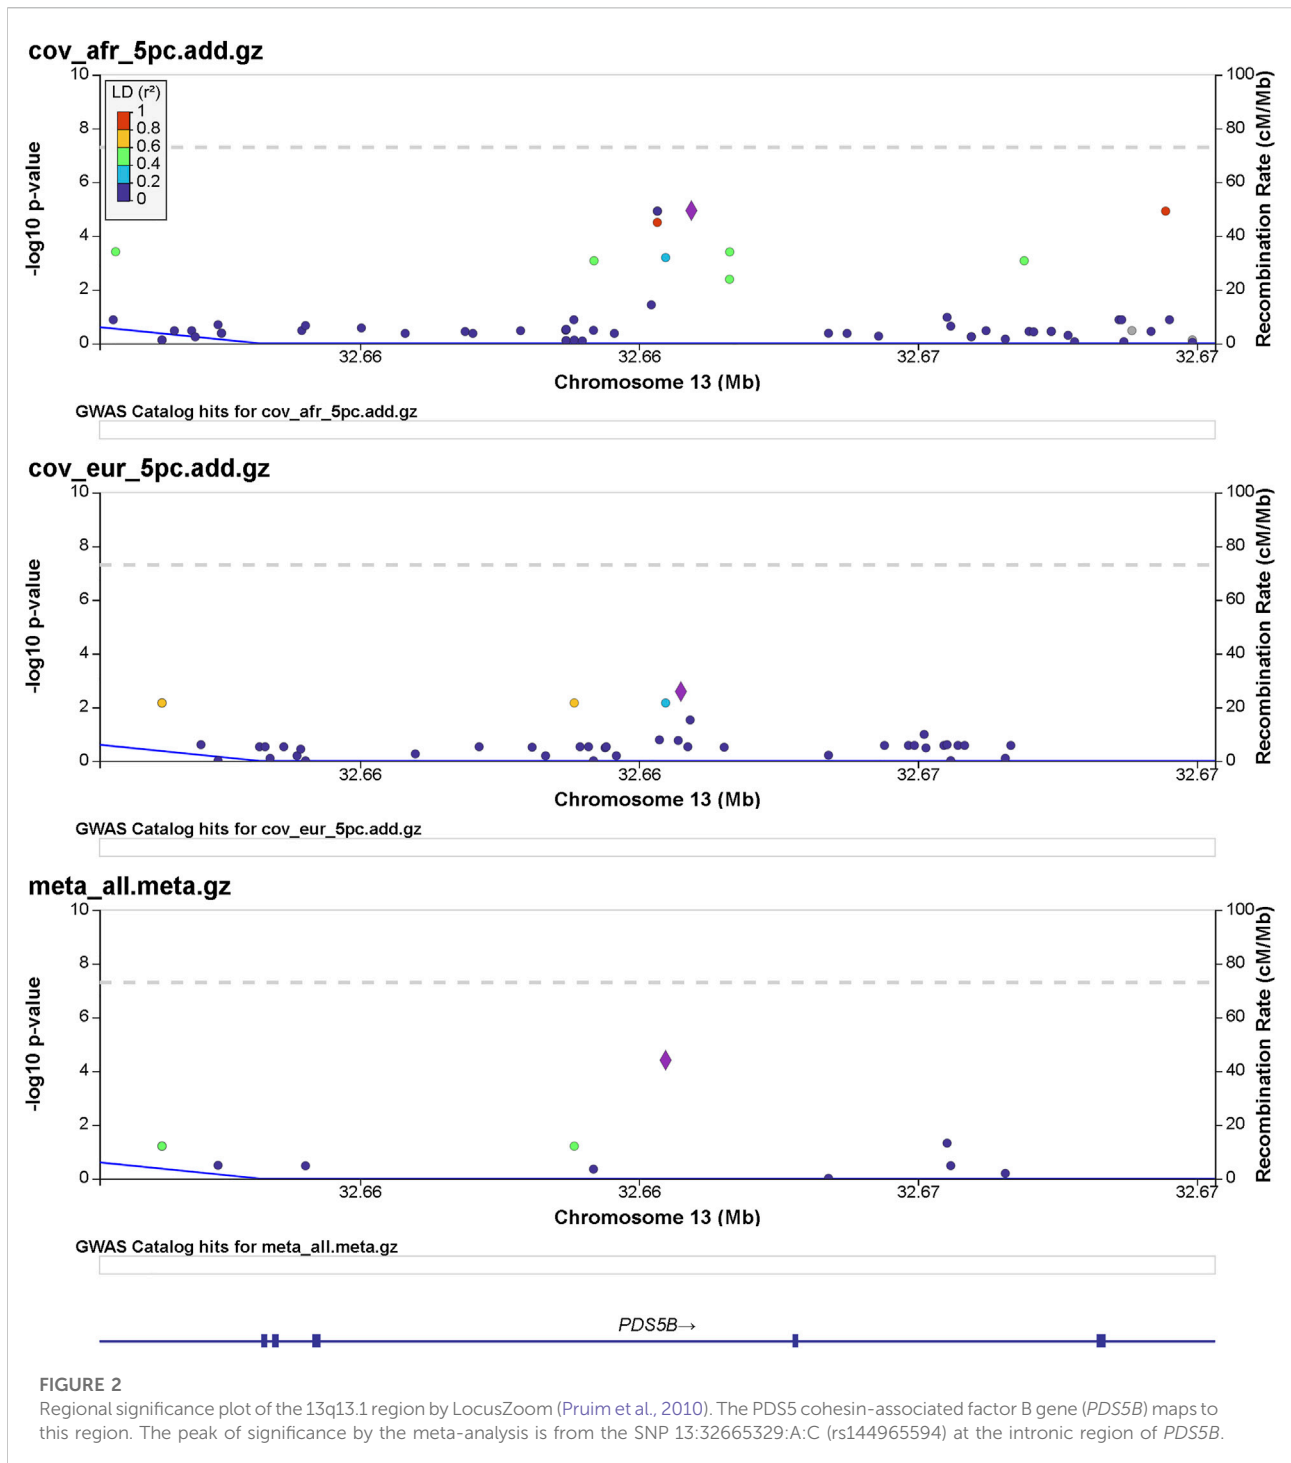 cov_afr_5pc.add.gz
10
8
6
4
2
0
-log10 p-value
LD (r²)
1
0.8
0.6
0.4
0.2
0
100
80
60
40
20
0
Recombination Rate (cM/Mb)
32.66 32.66 32.67 32.67
Chromosome 13 (Mb)
GWAS Catalog hits for cov_afr_5pc.add.gz
cov_eur_5pc.add.gz
10
8
6
4
2
0
-log10 p-value
100
80
60
40
20
0
Recombination Rate (cM/Mb)
32.66 32.66 32.67 32.67
Chromosome 13 (Mb)
GWAS Catalog hits for cov_eur_5pc.add.gz
meta_all.meta.gz
10
8
6
4
2
0
-log10 p-value
100
80
60
40
20
0
Recombination Rate (cM/Mb)
32.66 32.66 32.67 32.67
Chromosome 13 (Mb)
GWAS Catalog hits for meta_all.meta.gz
PDS5B→
FIGURE 2
Regional significance plot of the 13q13.1 region by LocusZoom (Pruim et al., 2010). The PDS5 cohesin-associated factor B gene (PDS5B) maps to
this region. The peak of significance by the meta-analysis is from the SNP 13:32665329:A:C (rs144965594) at the intronic region of PDS5B.